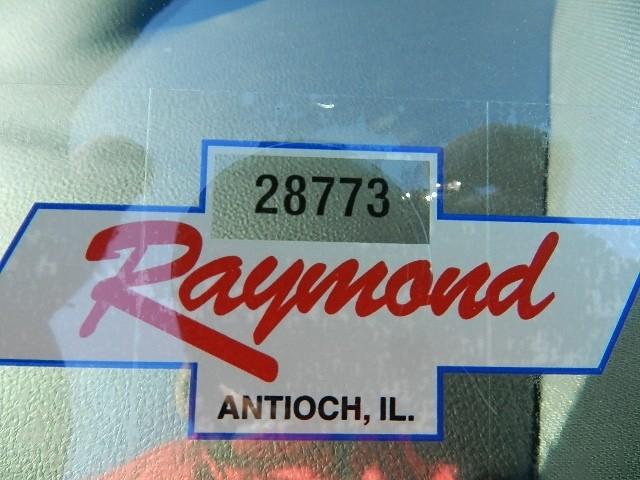 28773
Raymond
ANTIOCH, IL.